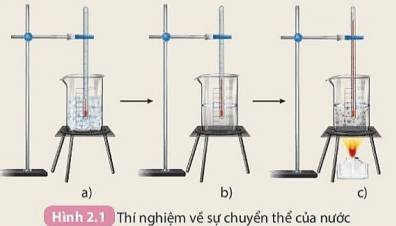 a) b) c)
Hình 2.1 Thí nghiệm về sự chuyển thể của nước